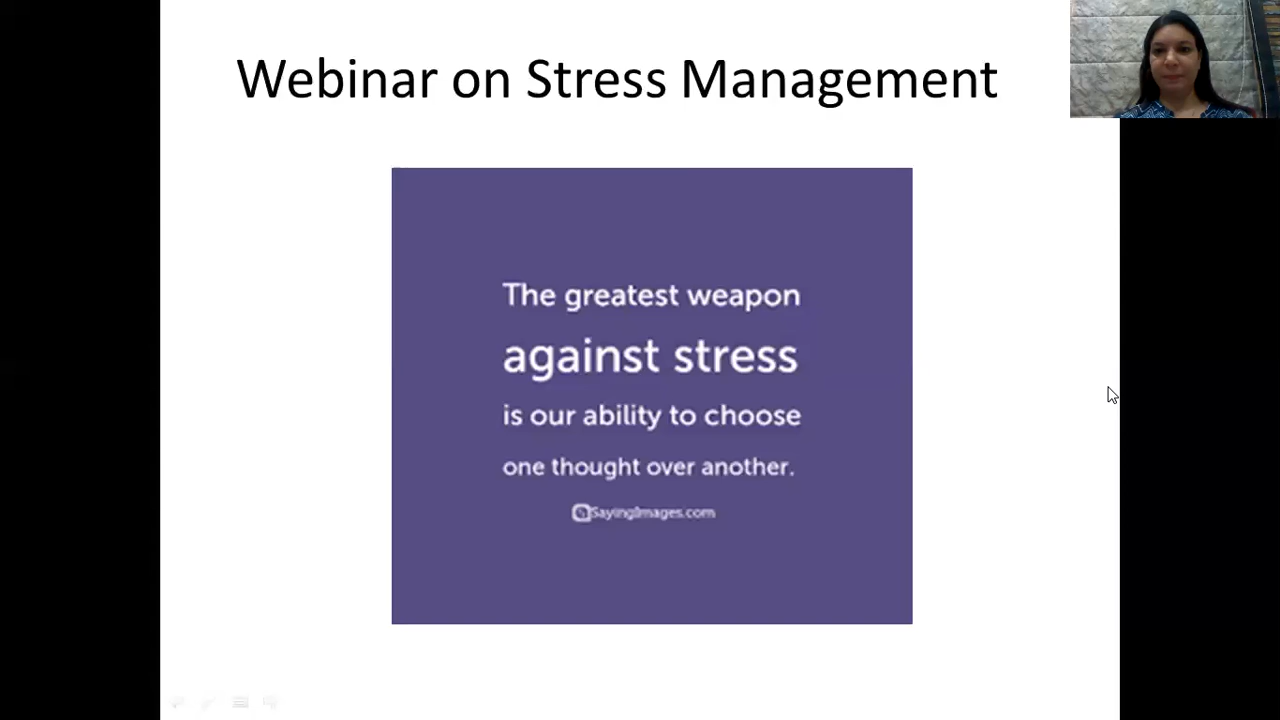 Webinar on Stress Management
The greatest weapon
against stress
is our ability to choose
one thought over another.
SayingImages.com